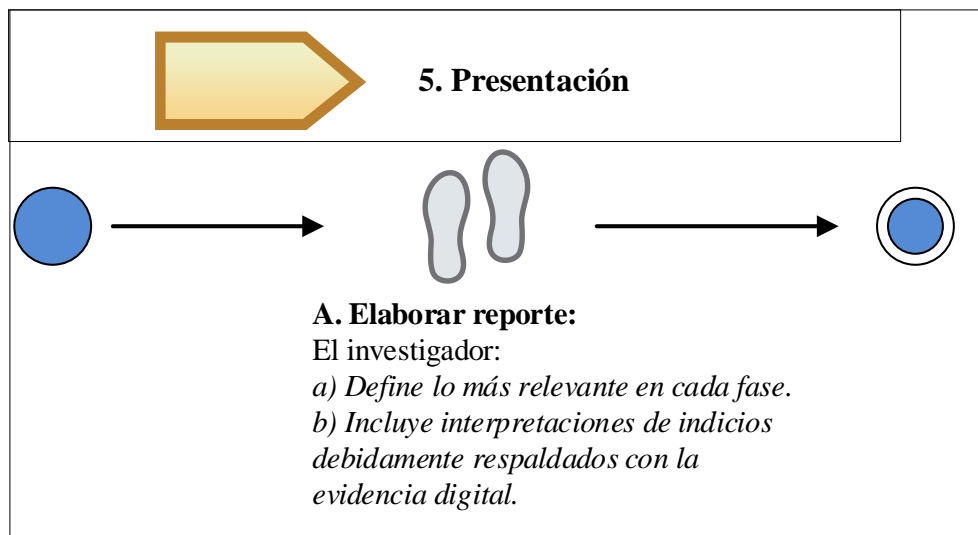 5. Presentación
A. Elaborar reporte:
El investigador:
a) Define lo más relevante en cada fase.
b) Incluye interpretaciones de indicios
debidamente respaldados con la
evidencia digital.